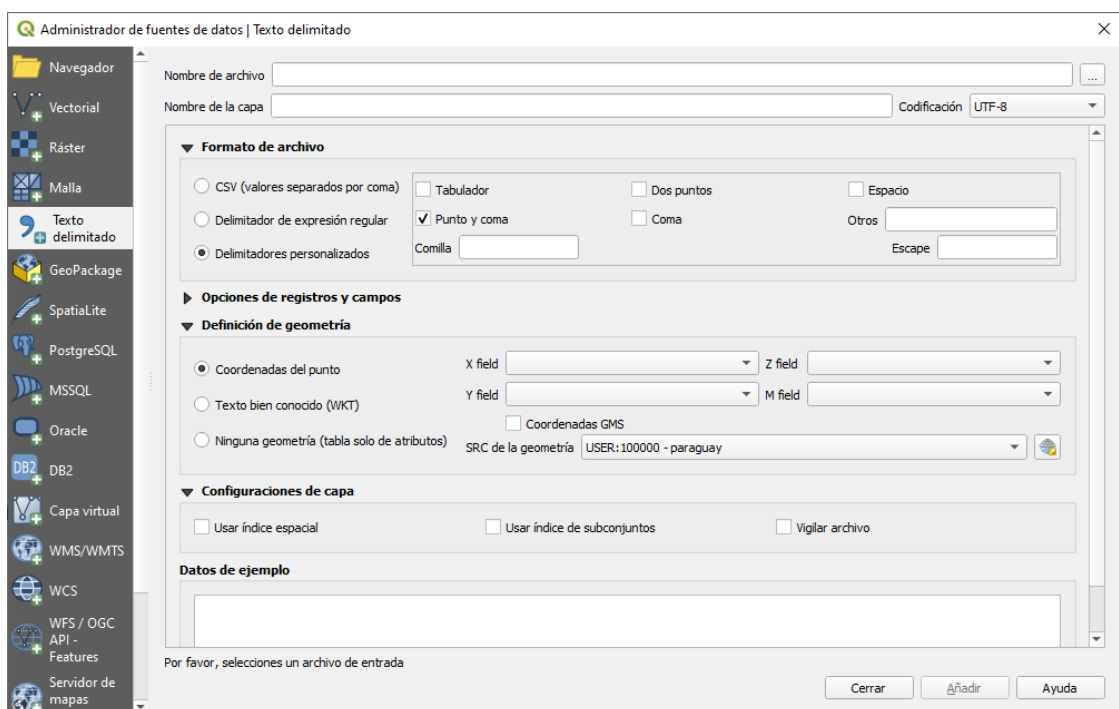 Administrador de fuentes de datos | Texto delimitado
Navegador
Vectorial
Ráster
Malla
Texto
delimitado
GeoPackage
SpatiaLite
PostgreSQL
MSSQL
Oracle
DB2 DB2
Capa virtual
WMS/WMTS
WCS
WFS / OGC
API -
Features
Servidor de
mapas
Nombre de archivo ...
Nombre de la capa Codificación UTF-8
Formato de archivo
CSV (valores separados por coma) Tabulador Dos puntos Espacio
Delimitador de expresión regular Punto y coma Coma Otros
Delimitadores personalizados Comilla Escape
Opciones de registros y campos
Definición de geometría
Coordenadas del punto X field Z field
Texto bien conocido (WKT) Y field M field
Coordenadas GMS
Ninguna geometría (tabla solo de atributos) SRC de la geometría USER:100000 - paraguay
Configuraciones de capa
Usar índice espacial Usar índice de subconjuntos Vigilar archivo
Datos de ejemplo
Por favor, selecciones un archivo de entrada
Cerrar Añadir Ayuda